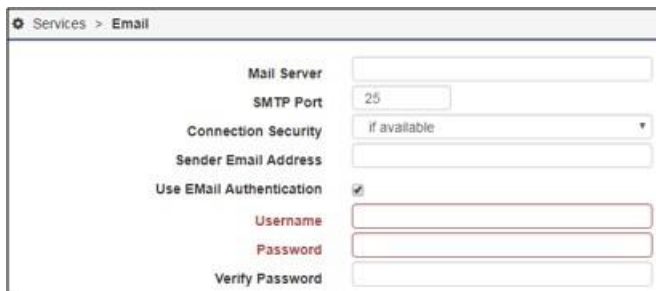 Services > Email
Mail Server
SMTP Port 25
Connection Security if available
Sender Email Address
Use EMail Authentication
Username
Password
Verify Password